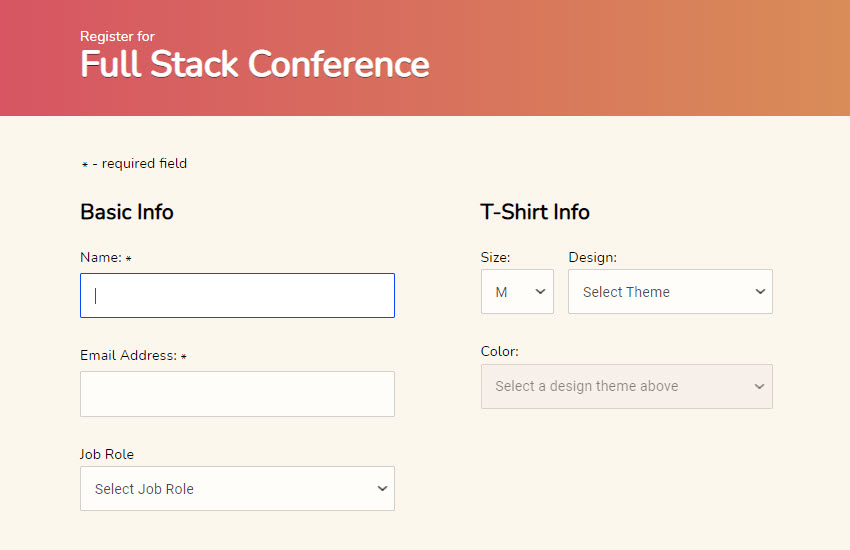 Register for
Full Stack Conference
* - required field
Basic Info
Name: *
Email Address: *
Job Role
Select Job Role
T-Shirt Info
Size: Design:
M Select Theme
Color:
Select a design theme above